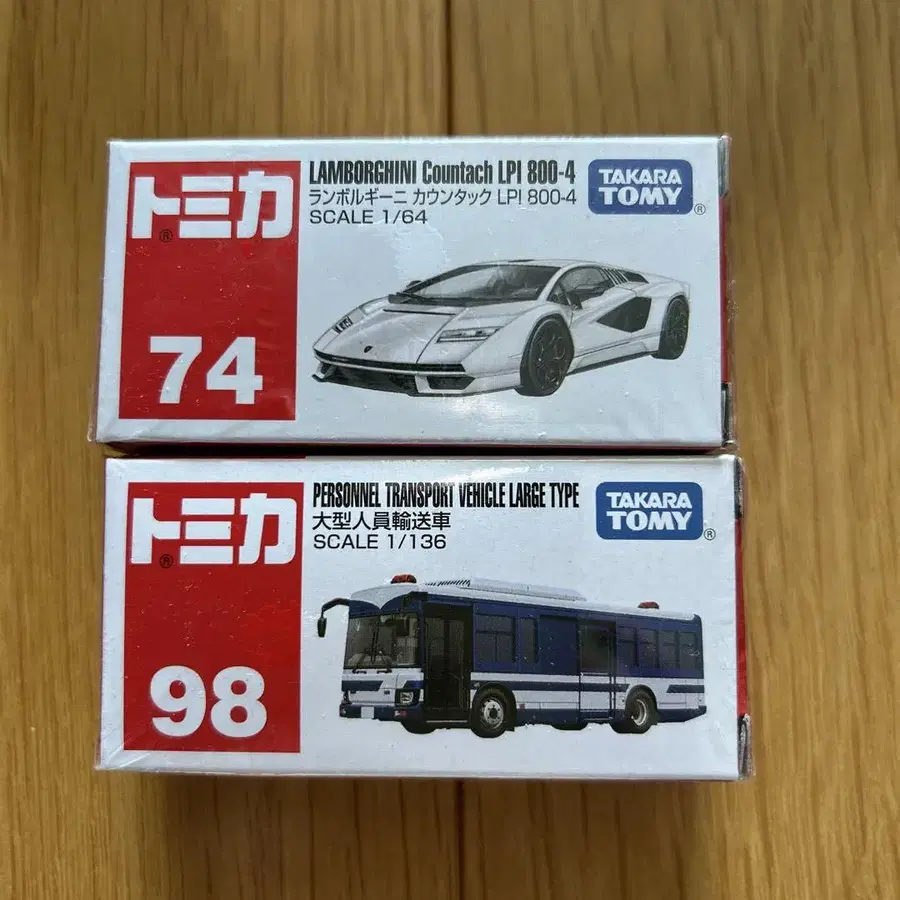 トミカ
®
74
LAMBORGHINI Countach LPI 800-4
ランボルギーニ カウンタック LPI 800-4
SCALE 1/64
TAKARA
TOMY
®
トミカ
®
98
PERSONNEL TRANSPORT VEHICLE LARGE TYPE
大型人員輸送車
SCALE 1/136
TAKARA
TOMY
®